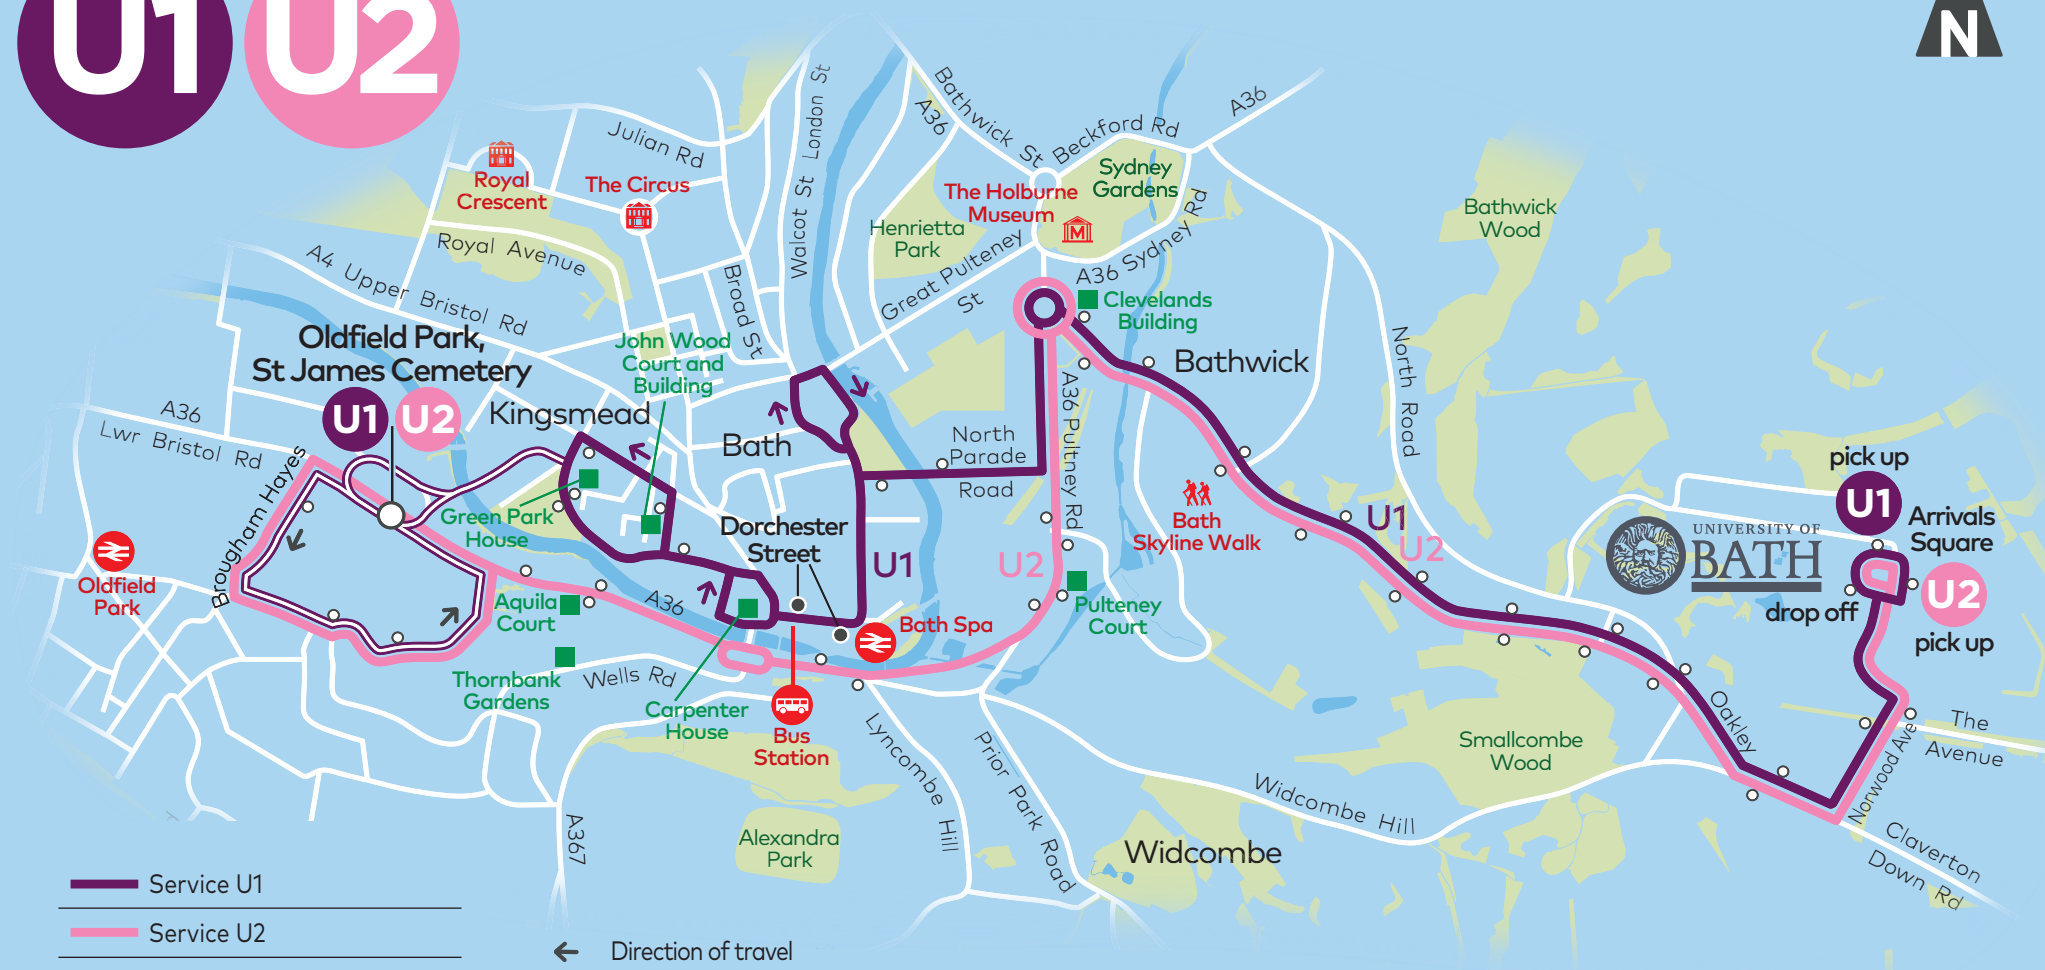 U1 U2
N
Bathwick St
Beckford Rd
A36
A36
London St
Walcot St
Julian Rd
Royal
Crescent
The Circus
Sydney
Gardens
The Holburne
Museum
Henrietta
Park
Great Pulteney
St
A36 Sydney Rd
Bathwick
Wood
Royal Avenue
A4 Upper Bristol Rd
Broad St
Clevelands
Building
Oldfield Park,
St James Cemetery
U1 U2
John Wood
Court and
Building
Bathwick
North Road
A36
Lwr Bristol Rd
Kingsmead
Bath
North
Parade
Road
A36 Pultney Rd
Brougham Hayes
Green Park
House
Dorchester
Street
U1
U2
Bath
Skyline Walk
U1
U2
pick up
U1
Arrivals
Square
UNIVERSITY OF
BATH
U2
drop off
pick up
Oldfield
Park
Aquila
Court
A36
Bath Spa
Pulteney
Court
Thornbank
Gardens
Wells Rd
Carpenter
House
Bus
Station
Lyncombe Hill
Prior Park Road
Smallcombe
Wood
Oakley
The
Avenue
Norwood Ave
Widcombe Hill
Claverton
Down Rd
A367
Alexandra
Park
Widcombe
M
Service U1
Service U2
Direction of travel